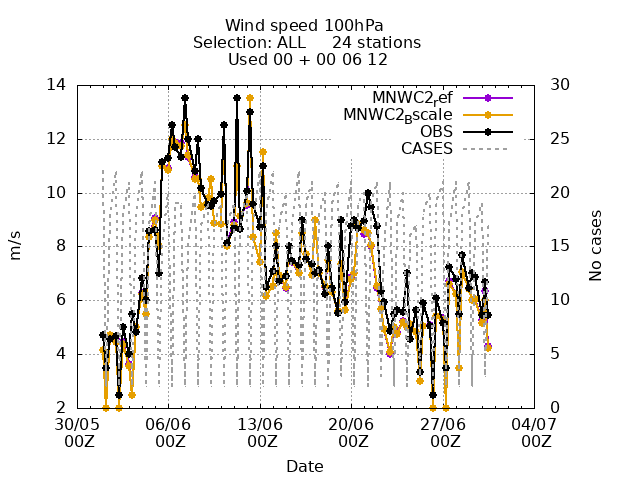 Wind speed 100hPa
Selection: ALL     24 stations
Used 00 + 00 06 12
MNWC2ref
MNWC2Bscale
OBS
CASES
14
12
10
8
6
4
2
m/s
30
25
20
15
10
5
0
No cases
30/05 06/06 13/06 20/06 27/06 04/07
00Z 00Z 00Z 00Z 00Z 00Z
Date